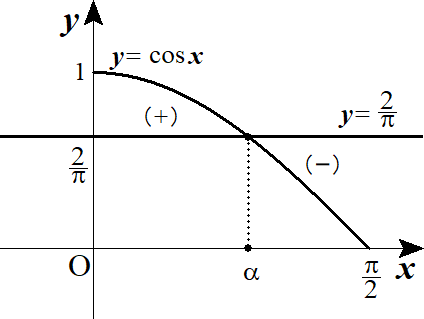 y
y= cos x
1
(+)
y= 2/π
2/π
(−)
O
α
π/2
x